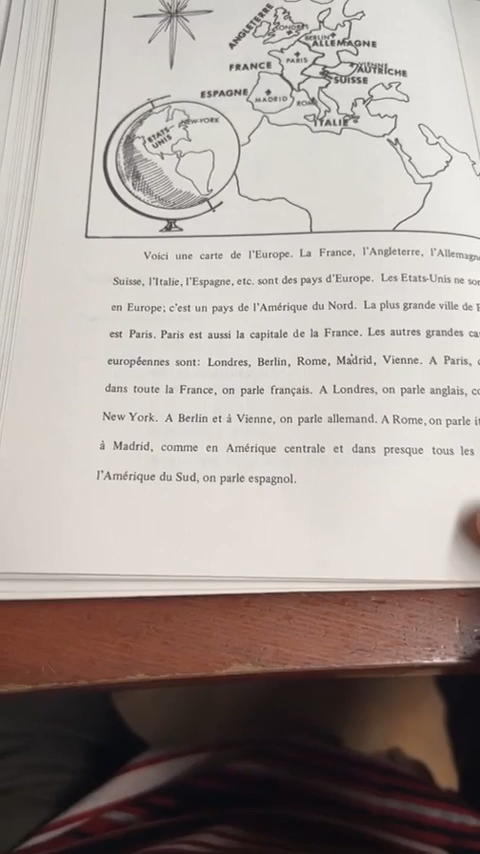 ANGLETERRE
LONDRES
BERLIN
ALLEMAGNE
FRANCE
PARIS
VIENNE
AUTRICHE
SUISSE
ESPAGNE
MADRID
ITALIE
ETATS-
UNIS
NEW-YORK
Voici une carte de l'Europe. La France, l'Angleterre,
Suisse, l'Italie, l'Espagne, etc. sont des pays d'Europe. Les Etats-Unis ne
en Europe; c'est un pays de l'Amérique du Nord. La plus grande ville de
est Paris. Paris est aussi la capitale de la France. Les autres grandes
européennes sont: Londres, Berlin, Rome, Madrid, Vienne. A Paris,
dans toute la France, on parle français. A Londres, on parle anglais,
New York. A Berlin et à Vienne, on parle allemand. A Rome, on parle
à Madrid, comme en Amérique centrale et dans presque tous les
l'Amérique du Sud, on parle espagnol.